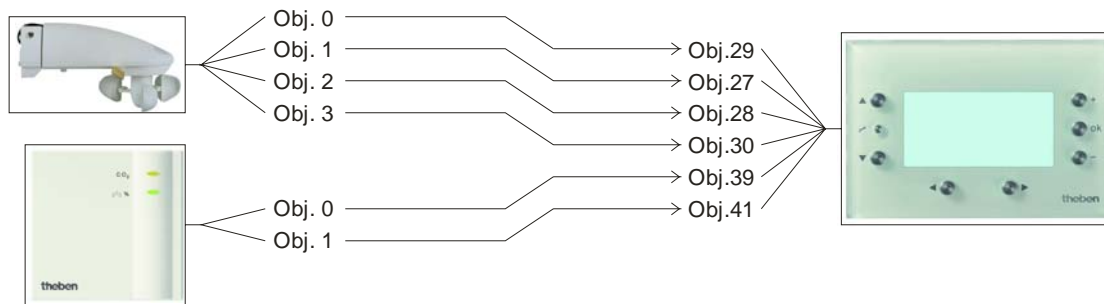 Obj. 0
Obj. 1
Obj. 2
Obj. 3
Obj.29
Obj.27
Obj.28
Obj.30
Obj.39
Obj.41
Obj. 0
Obj. 1
CO₂
%
theben
+
ok
−
theben